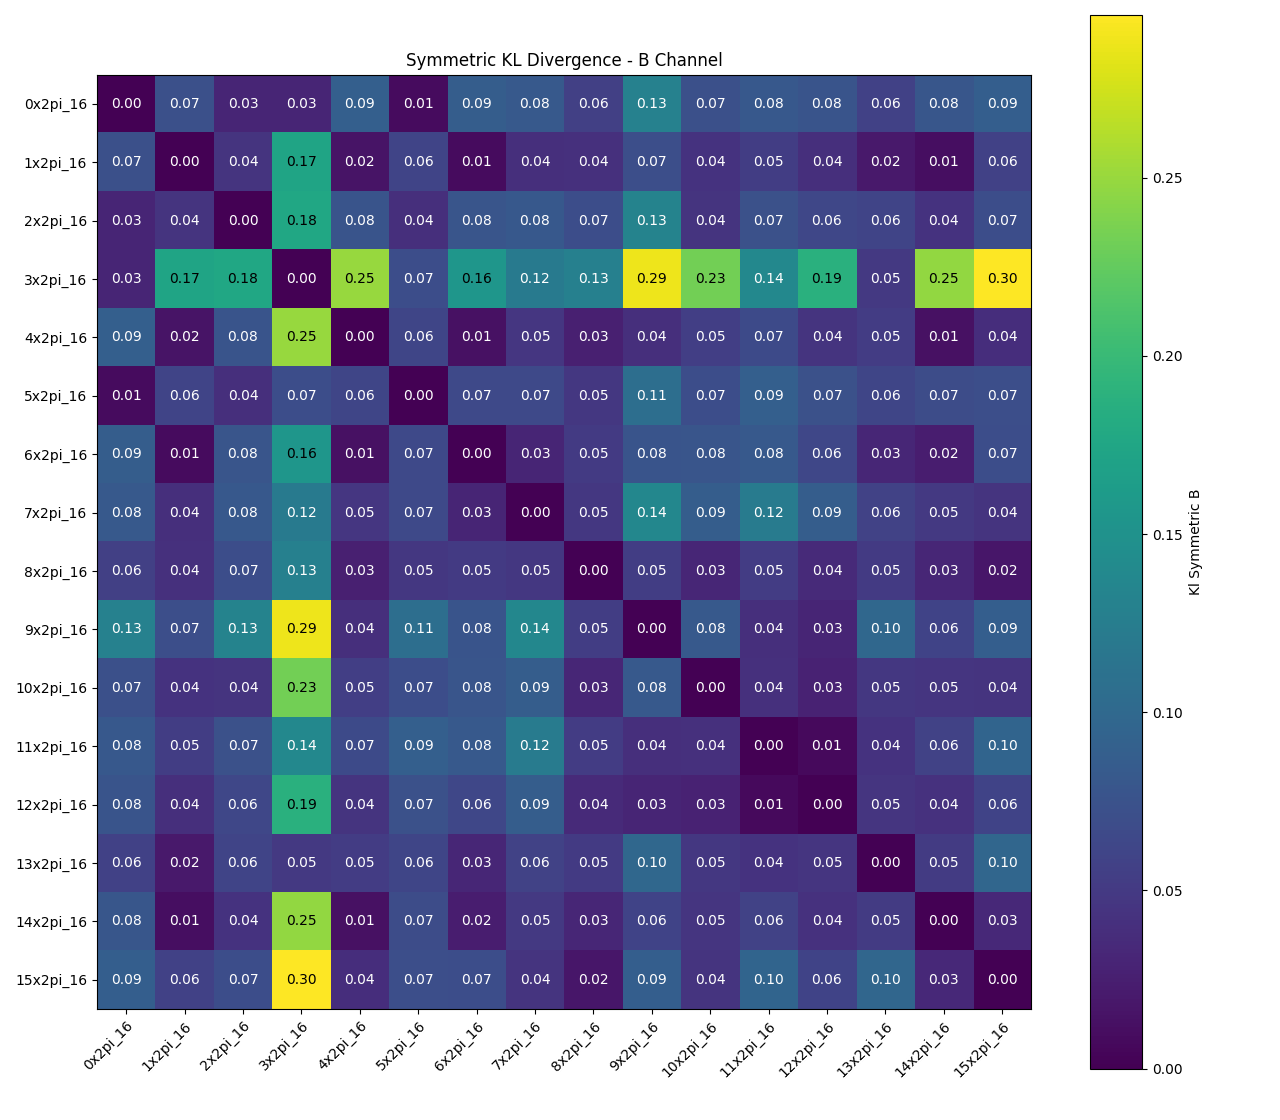 Symmetric KL Divergence - B Channel
0x2pi_16 0.00 0.07 0.03 0.03 0.09 0.01 0.09 0.08 0.06 0.13 0.07 0.08 0.08 0.06 0.08 0.09
1x2pi_16 0.07 0.00 0.04 0.17 0.02 0.06 0.01 0.04 0.04 0.07 0.04 0.05 0.04 0.02 0.01 0.06
2x2pi_16 0.03 0.04 0.00 0.18 0.08 0.04 0.08 0.08 0.07 0.13 0.04 0.07 0.06 0.06 0.04 0.07
3x2pi_16 0.03 0.17 0.18 0.00 0.25 0.07 0.16 0.12 0.13 0.29 0.23 0.14 0.19 0.05 0.25 0.30
4x2pi_16 0.09 0.02 0.08 0.25 0.00 0.06 0.01 0.05 0.03 0.04 0.05 0.07 0.04 0.05 0.01 0.04
5x2pi_16 0.01 0.06 0.04 0.07 0.06 0.00 0.07 0.07 0.05 0.11 0.07 0.09 0.07 0.06 0.07 0.07
6x2pi_16 0.09 0.01 0.08 0.16 0.01 0.07 0.00 0.03 0.05 0.08 0.08 0.08 0.06 0.03 0.02 0.07
7x2pi_16 0.08 0.04 0.08 0.12 0.05 0.07 0.03 0.00 0.05 0.14 0.09 0.12 0.09 0.06 0.05 0.04
8x2pi_16 0.06 0.04 0.07 0.13 0.03 0.05 0.05 0.05 0.00 0.05 0.03 0.05 0.04 0.05 0.03 0.02
9x2pi_16 0.13 0.07 0.13 0.29 0.04 0.11 0.08 0.14 0.05 0.00 0.08 0.04 0.03 0.10 0.06 0.09
10x2pi_16 0.07 0.04 0.04 0.23 0.05 0.07 0.08 0.09 0.03 0.08 0.00 0.04 0.03 0.05 0.05 0.04
11x2pi_16 0.08 0.05 0.07 0.14 0.07 0.09 0.08 0.12 0.05 0.04 0.04 0.00 0.01 0.04 0.06 0.10
12x2pi_16 0.08 0.04 0.06 0.19 0.04 0.07 0.06 0.09 0.04 0.03 0.03 0.01 0.00 0.05 0.04 0.06
13x2pi_16 0.06 0.02 0.06 0.05 0.05 0.06 0.03 0.06 0.05 0.10 0.05 0.04 0.05 0.00 0.05 0.10
14x2pi_16 0.08 0.01 0.04 0.25 0.01 0.07 0.02 0.05 0.03 0.06 0.05 0.06 0.04 0.05 0.00 0.03
15x2pi_16 0.09 0.06 0.07 0.30 0.04 0.07 0.07 0.04 0.02 0.09 0.04 0.10 0.06 0.10 0.03 0.00
0x2pi_16 1x2pi_16 2x2pi_16 3x2pi_16 4x2pi_16 5x2pi_16 6x2pi_16 7x2pi_16 8x2pi_16 9x2pi_16 10x2pi_16 11x2pi_16 12x2pi_16 13x2pi_16 14x2pi_16 15x2pi_16
0.25
0.20
0.15
0.10
0.05
0.00
Kl Symmetric B